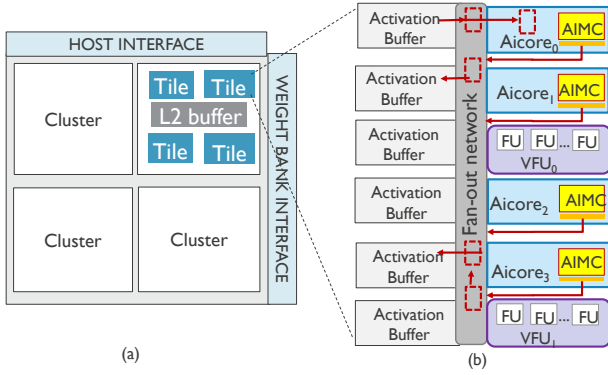 HOST INTERFACE
WEIGHT BANK INTERFACE
Cluster
Tile Tile
L2 buffer
Tile Tile
Cluster
Cluster
(a)
Activation
Buffer
Activation
Buffer
Activation
Buffer
Activation
Buffer
Activation
Buffer
Activation
Buffer
Fan-out network
Aicore0
AIMC
Aicore1
AIMC
FU FU ... FU
VFU0
Aicore2
AIMC
Aicore3
AIMC
FU FU ... FU
VFU1
(b)